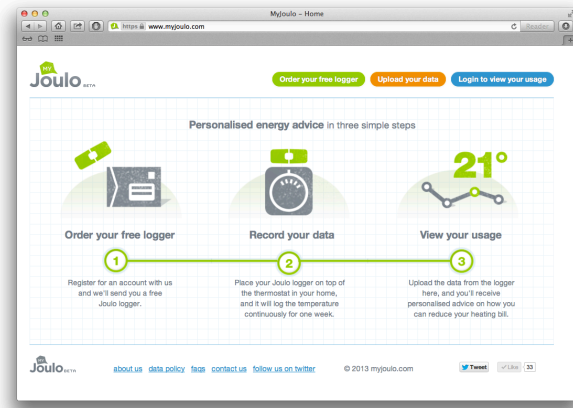 MyJoulo – Home
https www.myjoulo.com
Reader
MY
Joulo BETA
Order your free logger
Upload your data
Login to view your usage
Personalised energy advice in three simple steps
21°
Order your free logger
Record your data
View your usage
1
2
3
Register for an account with us
and we'll send you a free
Joulo logger.
Place your Joulo logger on top of
the thermostat in your home,
and it will log the temperature
continuously for one week.
Upload the data from the logger
here, and you'll receive
personalised advice on how you
can reduce your heating bill.
MY
Joulo BETA
about us data policy faqs contact us follow us on twitter
© 2013 myjoulo.com
Tweet
Like 33